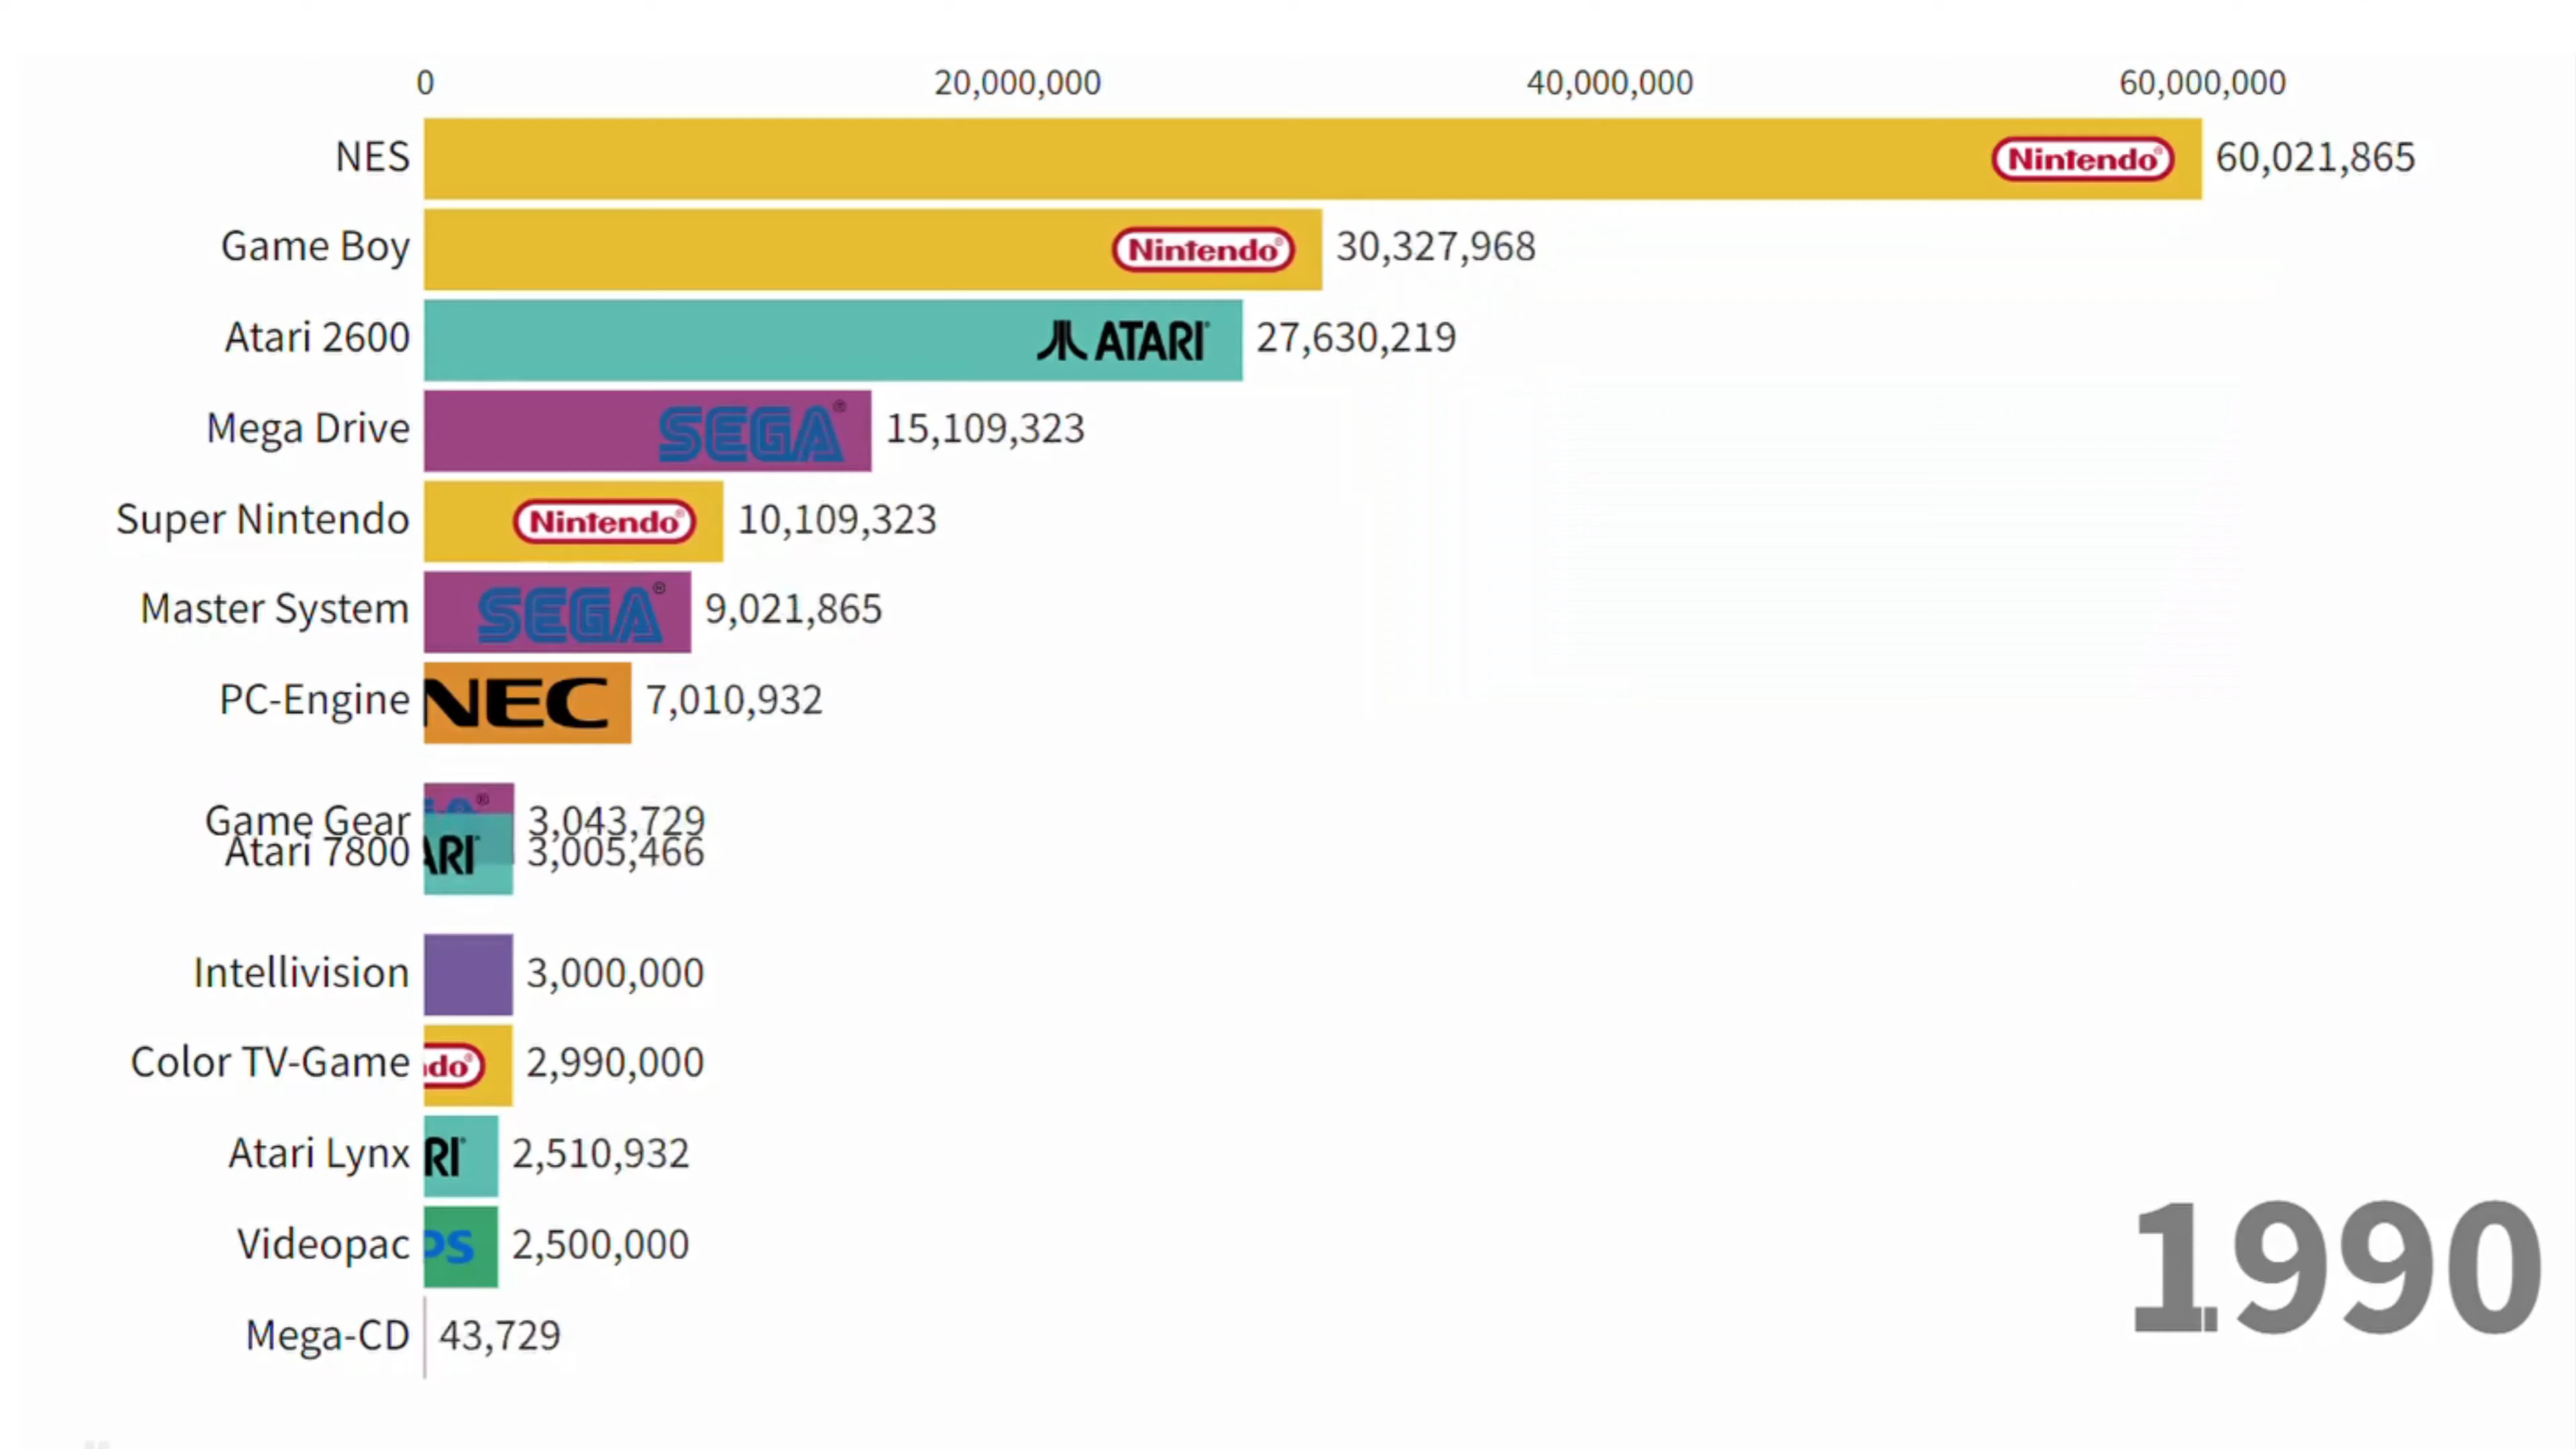 0 20,000,000 40,000,000 60,000,000
NES Nintendo® 60,021,865
Game Boy Nintendo® 30,327,968
Atari 2600 ATARI 27,630,219
Mega Drive SEGA® 15,109,323
Super Nintendo Nintendo® 10,109,323
Master System SEGA® 9,021,865
PC-Engine NEC 7,010,932
Game Gear 3,043,729
Atari 7800 ARI 3,005,466
Intellivision 3,000,000
Color TV-Game ndo® 2,990,000
Atari Lynx RI 2,510,932
Videopac PS 2,500,000
Mega-CD 43,729
1990